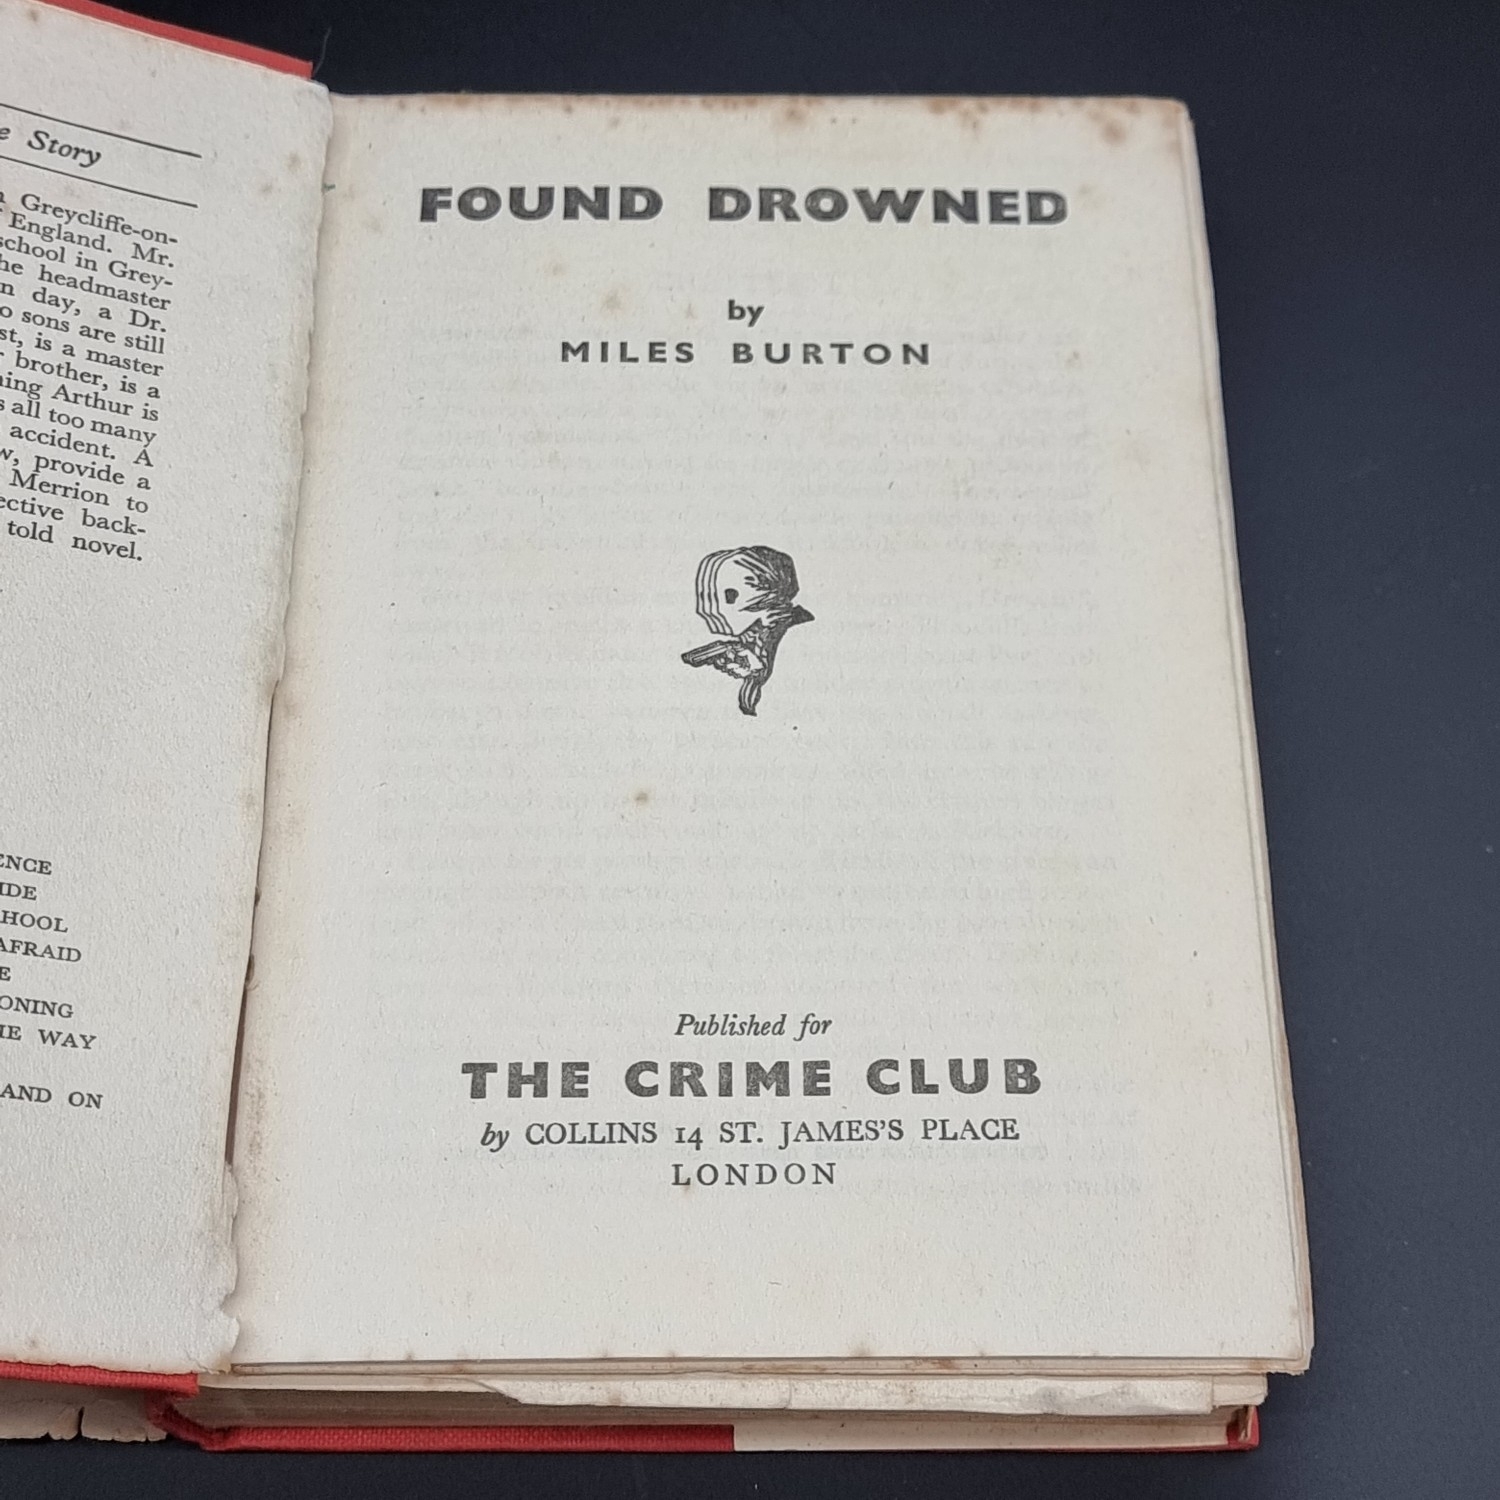 e Story
Greycliffe-on-
England. Mr.
school in Grey-
he headmaster
n day, a Dr.
o sons are still
st, is a master
brother, is a
ning Arthur is
s all too many
accident. A
w, provide a
Merrion to
ective back-
told novel.
ENCE
IDE
HOOL
AFRAID
E
ONING
HE WAY
AND ON
FOUND DROWNED
by
MILES BURTON
Published for
THE CRIME CLUB
by COLLINS 14 ST. JAMES'S PLACE
LONDON